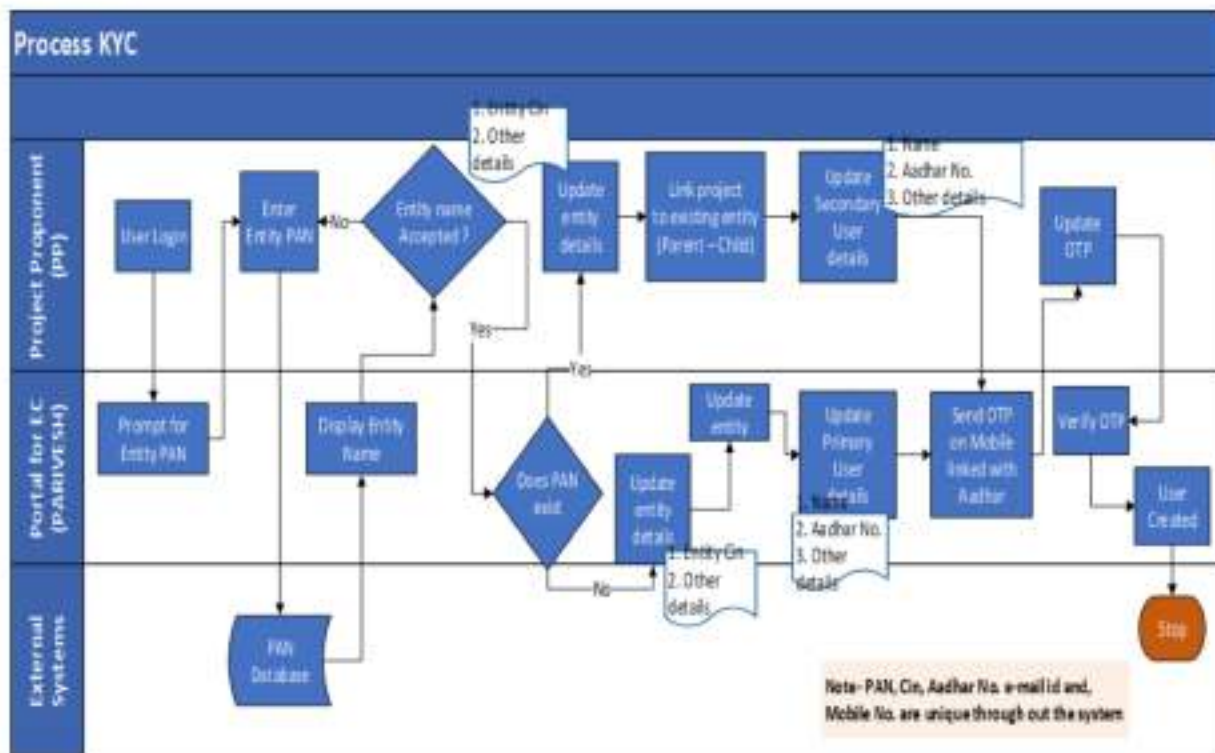 Process KYC
Project Proponent
(PP)
User Login
Enter
Entity PAN
No
Entity name
Accepted ?
Yes
1. Entity Cin
2. Other
details
Update
entity
details
Link project
to existing entity
(Parent – Child)
Update
Secondary
User
details
1. Name
2. Aadhar No.
3. Other details
Update
OTP
Portal for EC
(PARIVESH)
Prompt for
Entity PAN
Display Entity
Name
Does PAN
exist
Yes
No
Update
entity
details
1. Entity Cin
2. Other
details
Update
entity
Update
Primary
User
details
1. Name
2. Aadhar No.
3. Other
details
Send OTP
on Mobile
linked with
Aadhar
Verify OTP
User
Created
External
Systems
PAN
Database
Stop
Note- PAN, Cin, Aadhar No. e-mail id and,
Mobile No. are unique through out the system